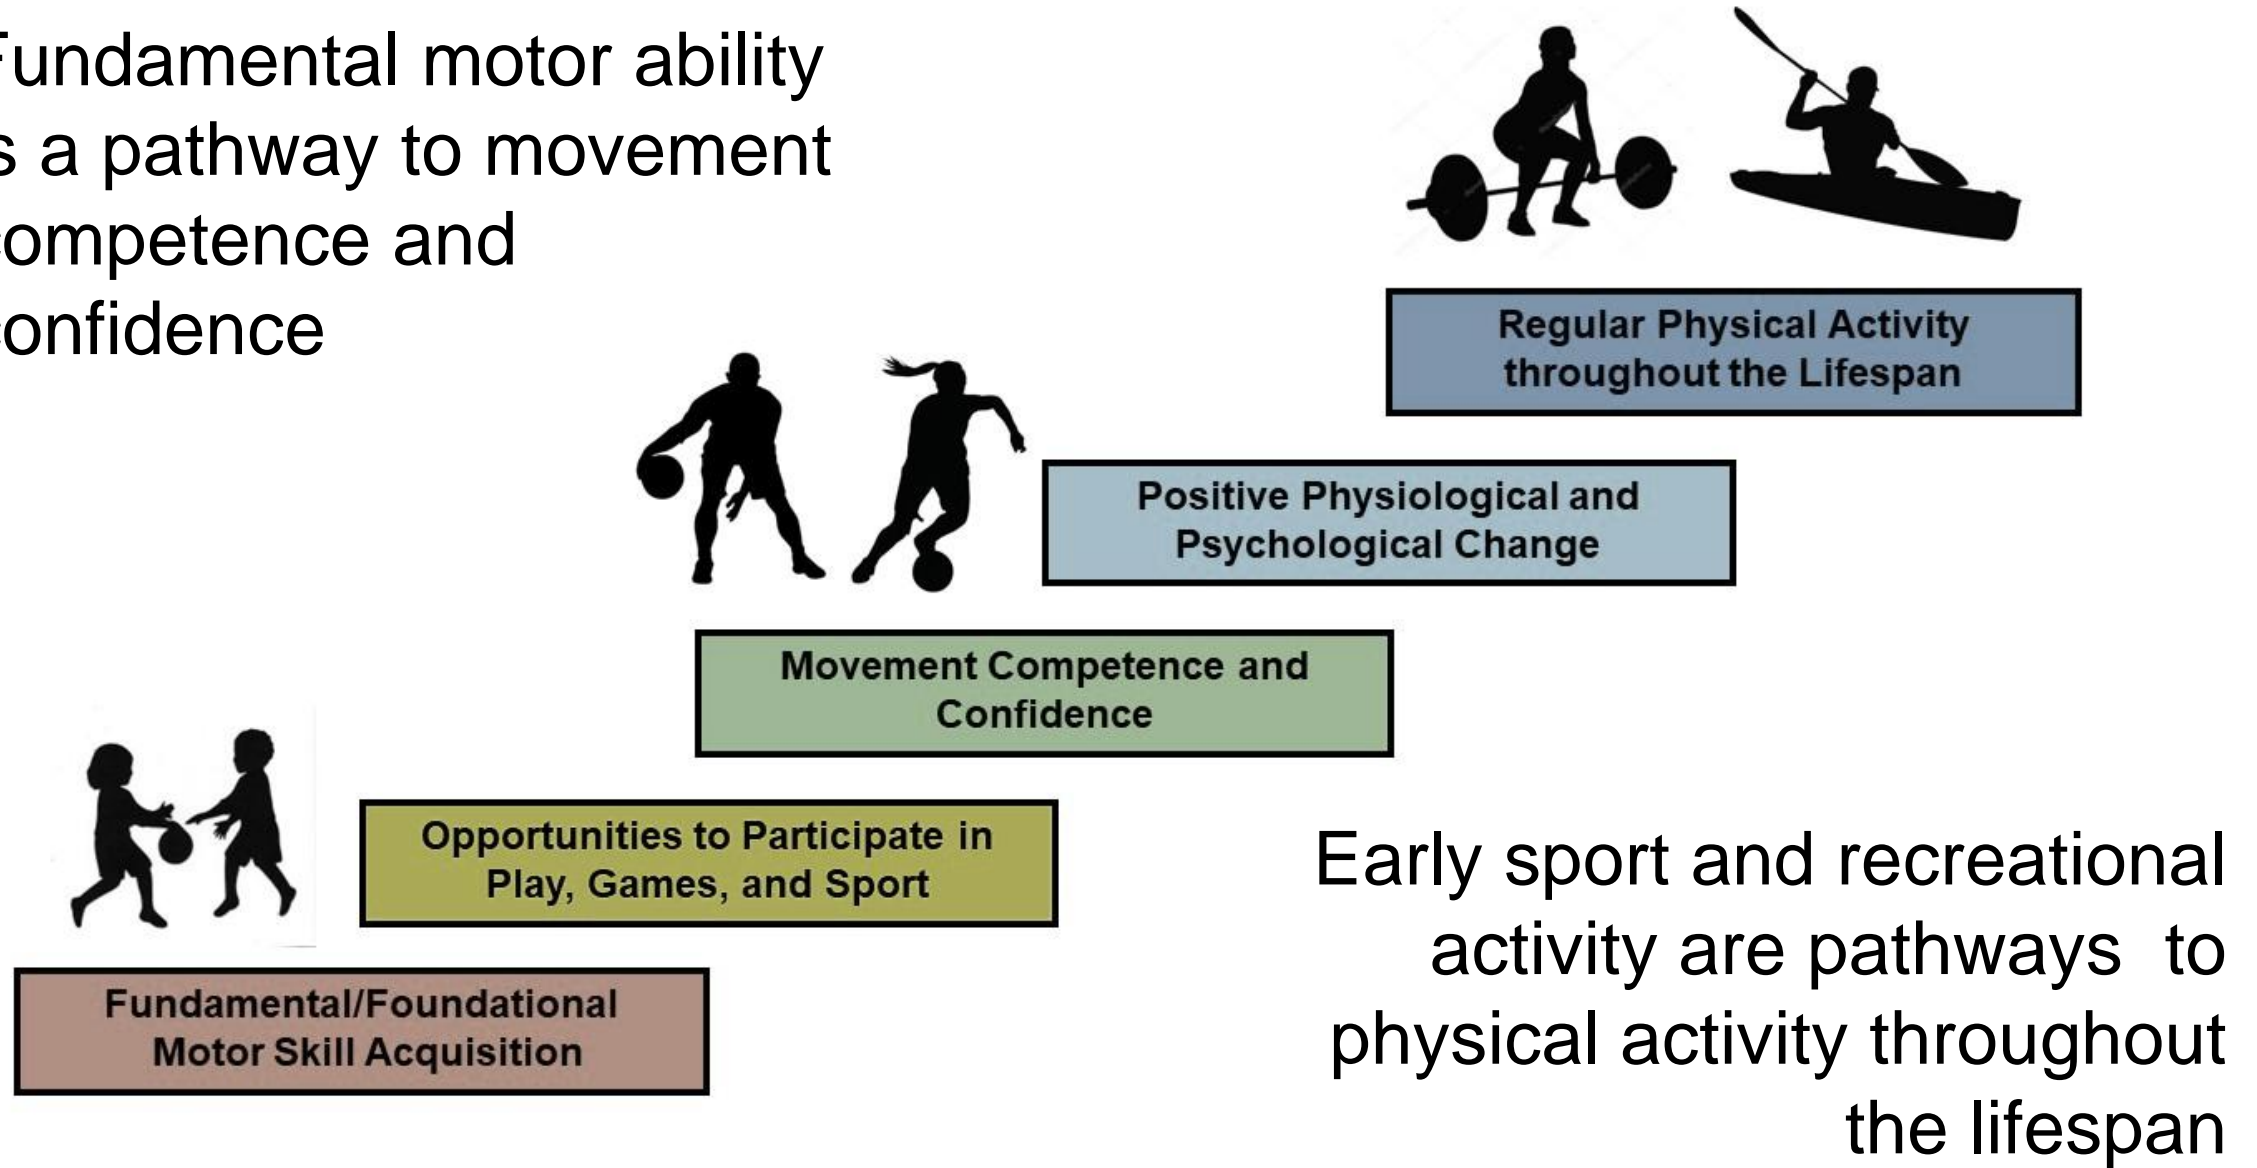 Fundamental motor ability
s a pathway to movement
competence and
confidence
Regular Physical Activity
throughout the Lifespan
Positive Physiological and
Psychological Change
Movement Competence and
Confidence
Opportunities to Participate in
Play, Games, and Sport
Fundamental/Foundational
Motor Skill Acquisition
Early sport and recreational
activity are pathways to
physical activity throughout
the lifespan